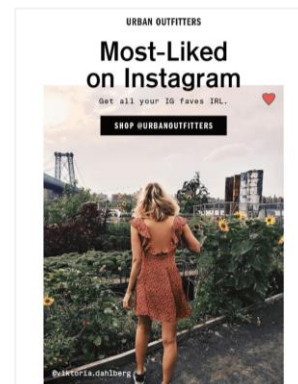 URBAN OUTFITTERS
Most-Liked
on Instagram
Get all your IG faves IRL.
SHOP @URBANOUTFITTERS
@viktoria.dahlberg